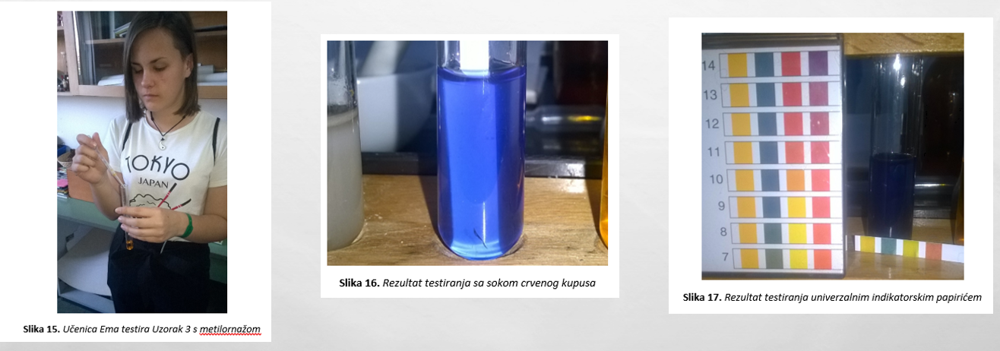 TOKYO
JAPAN
Slika 15. Učenica Ema testira Uzorak 3 s metilornažom
Slika 16. Rezultat testiranja sa sokom crvenog kupusa
14
13
12
11
10
9
8
7
Slika 17. Rezultat testiranja univerzalnim indikatorskim papirićem